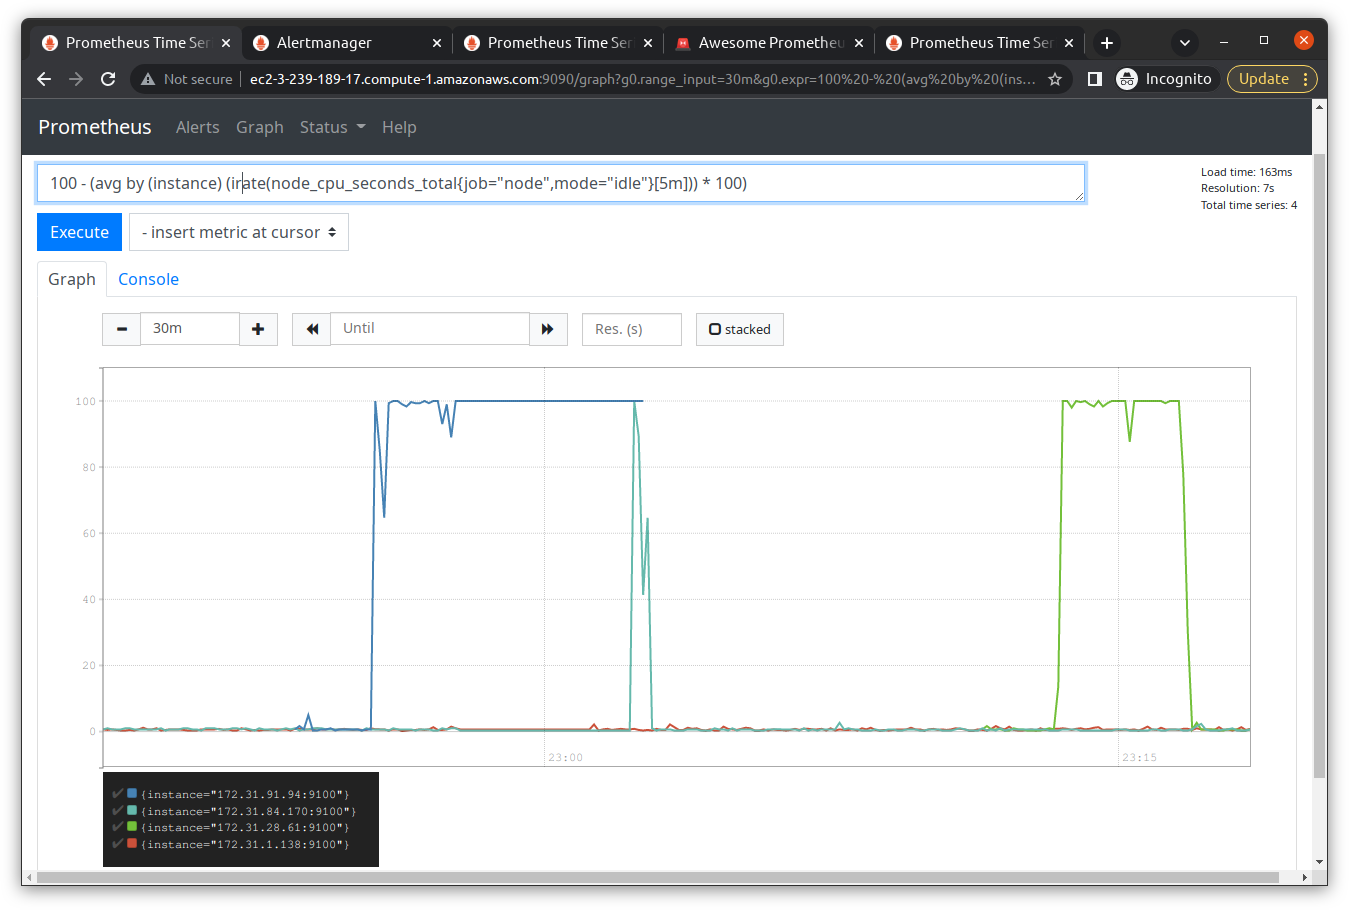 Prometheus Time Ser
Alertmanager
Prometheus Time Ser
Awesome Prometheu
Prometheus Time Ser
Not secure
ec2-3-239-189-17.compute-1.amazonaws.com:9090/graph?g0.range_input=30m&g0.expr=100%20-%20(avg%20by%20(ins...
Incognito
Update
Prometheus
Alerts
Graph
Status
Help
100 - (avg by (instance) (irate(node_cpu_seconds_total{job="node",mode="idle"}[5m])) * 100)
Load time: 163ms
Resolution: 7s
Total time series: 4
Execute
- insert metric at cursor
Graph
Console
30m
Until
Res. (s)
stacked
100
80
60
40
20
0
23:00
23:15
{instance="172.31.91.94:9100"}
{instance="172.31.84.170:9100"}
{instance="172.31.28.61:9100"}
{instance="172.31.1.138:9100"}